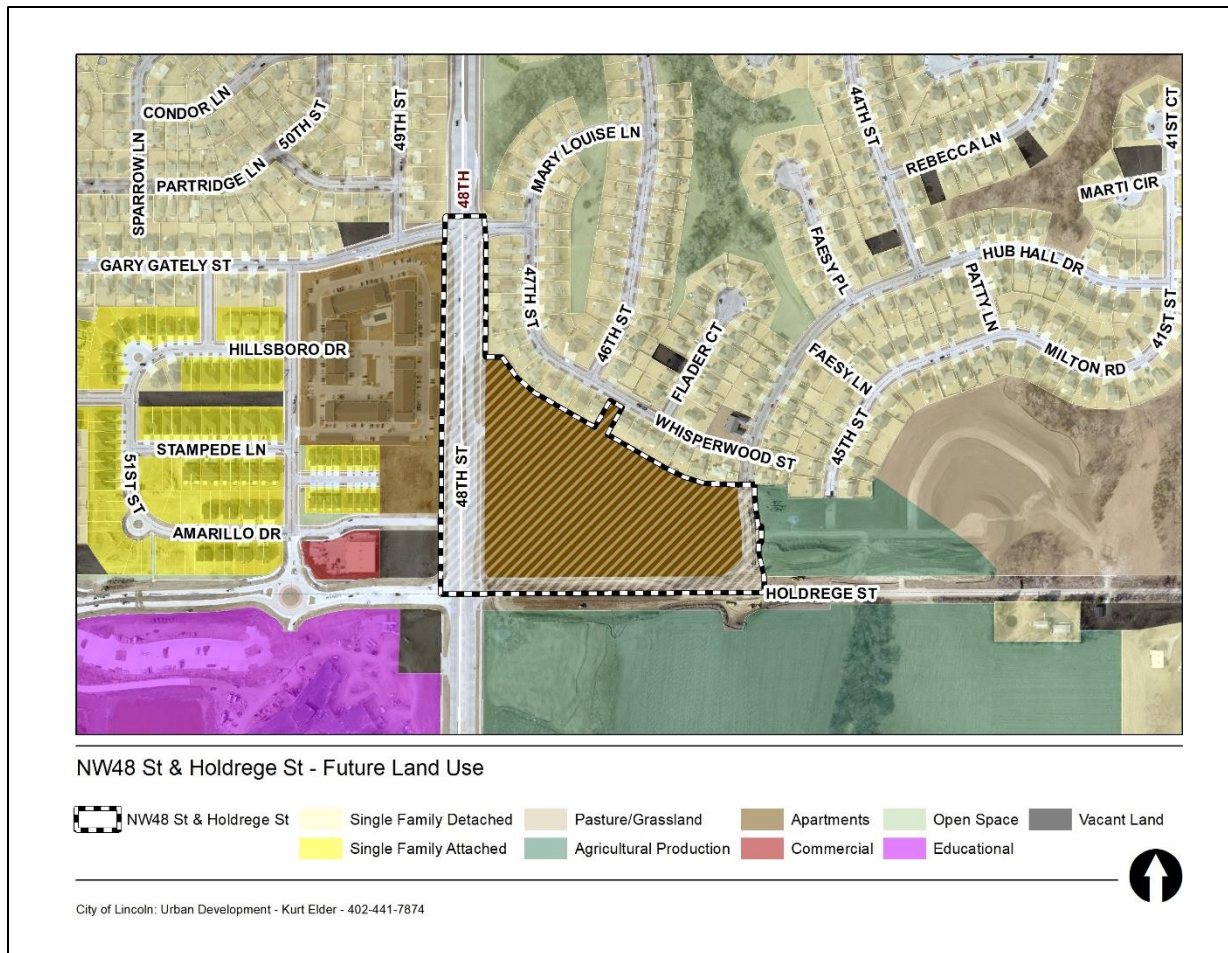 CONDOR LN
50TH ST
49TH ST
SPARROW LN
PARTRIDGE LN
48TH
MARY LOUISE LN
44TH ST
REBECCA LN
41ST CT
MARTI CIR
GARY GATELY ST
47TH ST
46TH ST
FAESY PL
HUB HALL DR
PATTY LN
41ST ST
HILLSBORO DR
FLADER CT
FAESY LN
MILTON RD
STAMPEDE LN
51ST ST
48TH ST
WHISPERWOOD ST
45TH ST
AMARILLO DR
HOLDREGE ST
NW48 St & Holdrege St - Future Land Use
NW48 St & Holdrege St
Single Family Detached
Pasture/Grassland
Apartments
Open Space
Vacant Land
Single Family Attached
Agricultural Production
Commercial
Educational
City of Lincoln: Urban Development - Kurt Elder - 402-441-7874